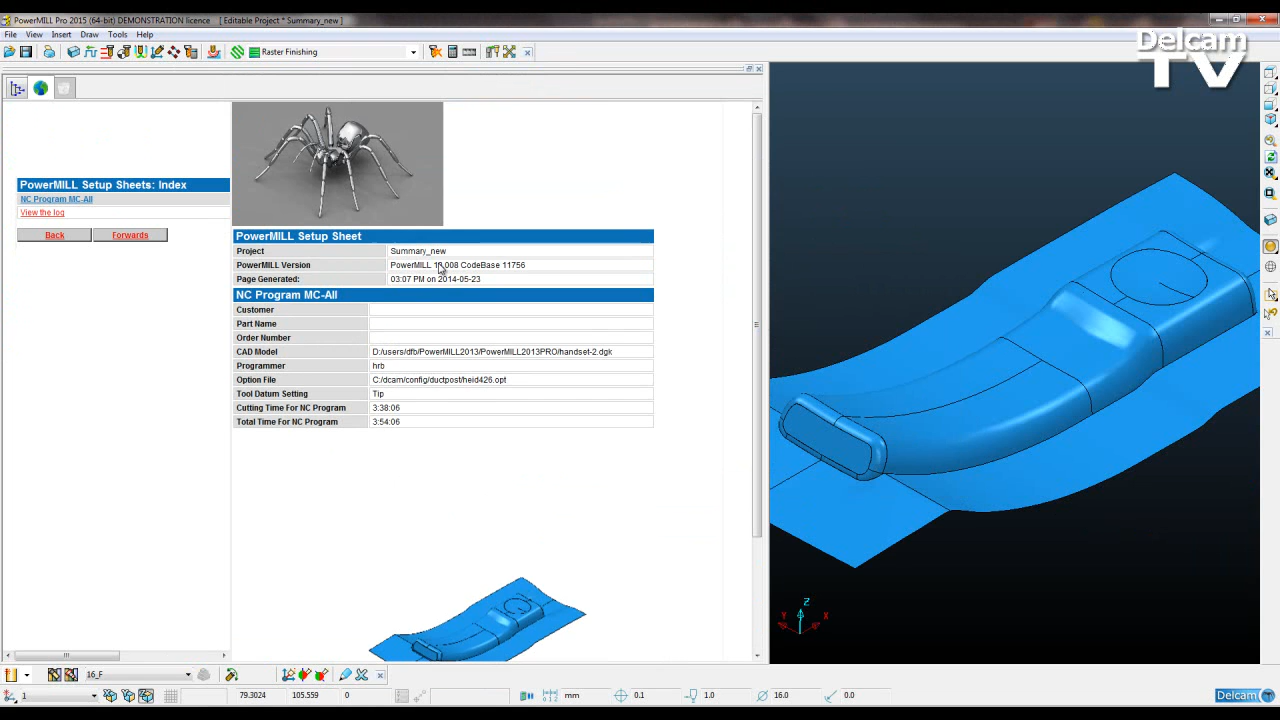 PowerMILL Pro 2015 (64-bit) DEMONSTRATION licence [ Editable Project * Summary_new ]
File View Insert Draw Tools Help
Delcam
TV
Raster Finishing
PowerMILL Setup Sheets: Index
NC Program MC-All
View the log
Back Forwards
PowerMILL Setup Sheet
Project Summary_new
PowerMILL Version PowerMILL 008 CodeBase 11756
Page Generated: 03:07 PM on 2014-05-23
NC Program MC-All
Customer
Part Name
Order Number
CAD Model D:/users/dfb/PowerMILL2013/PowerMILL2013PRO/handset-2.dgk
Programmer hrb
Option File C:/dcam/config/ductpost/heid426.opt
Tool Datum Setting Tip
Cutting Time For NC Program 3:38:06
Total Time For NC Program 3:54:06
Z
Y X
16_F
1 79.3024 105.559 0 mm 0.1 1.0 16.0 0.0
Delcam